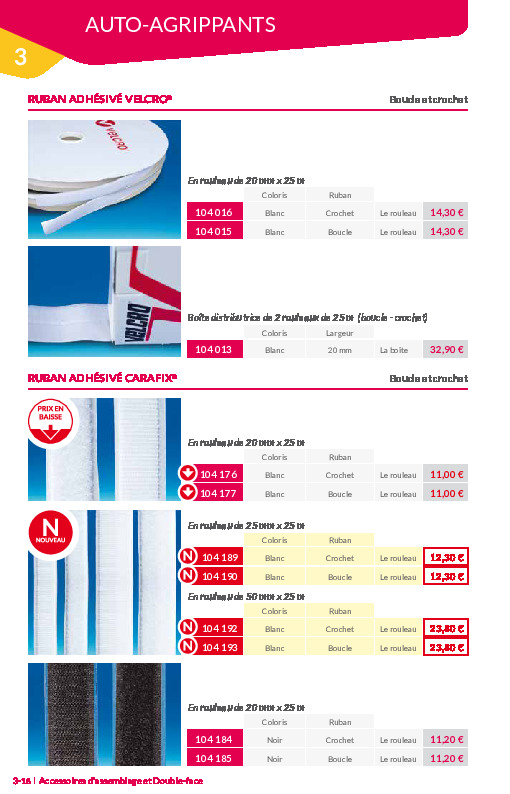 AUTO-AGRIPPANTS
3
RUBAN ADHÉSIVÉ VELCRO® Boucle et crochet
VELCRO
En rouleau de 20 mm x 25 m
Coloris Ruban
104 016 Blanc Crochet Le rouleau 14,30 €
104 015 Blanc Boucle Le rouleau 14,30 €
VELCRO
Boîte distributrice de 2 rouleaux de 25 m (boucle - crochet)
Coloris Largeur
104 013 Blanc 20 mm La boite 32,90 €
RUBAN ADHÉSIVÉ CARAFIX® Boucle et crochet
PRIX EN
BAISSE
En rouleau de 20 mm x 25 m
Coloris Ruban
104 176 Blanc Crochet Le rouleau 11,00 €
104 177 Blanc Boucle Le rouleau 11,00 €
N
NOUVEAU
En rouleau de 25 mm x 25 m
Coloris Ruban
N 104 189 Blanc Crochet Le rouleau 12,30 €
N 104 190 Blanc Boucle Le rouleau 12,30 €
En rouleau de 50 mm x 25 m
Coloris Ruban
N 104 192 Blanc Crochet Le rouleau 23,80 €
N 104 193 Blanc Boucle Le rouleau 23,80 €
En rouleau de 20 mm x 25 m
Coloris Ruban
104 184 Noir Crochet Le rouleau 11,20 €
104 185 Noir Boucle Le rouleau 11,20 €
3-16 | Accessoires d'assemblage et Double-face